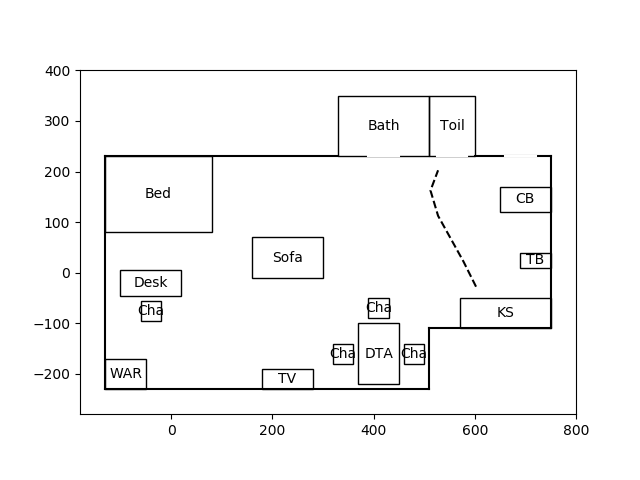 400
300
200
100
0
−100
−200
Bath
Toil
Bed
CB
Sofa
TB
Desk
Cha
Cha
KS
Cha
DTA
Cha
WAR
TV
0
200
400
600
800